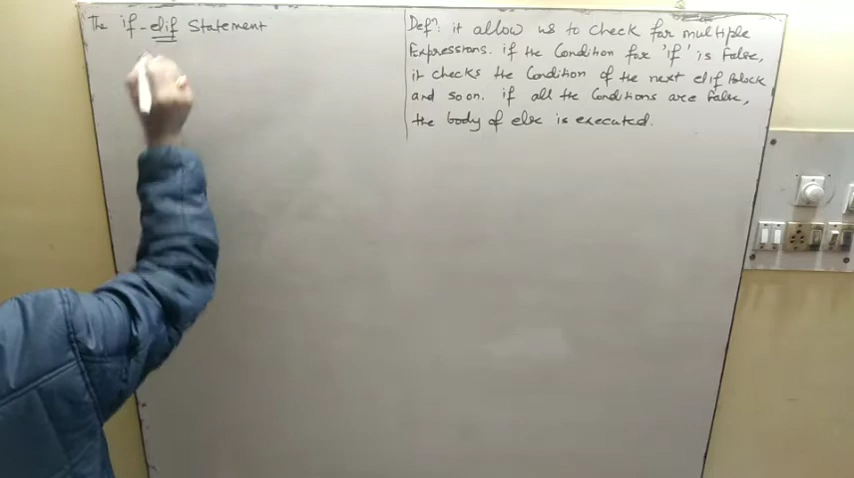 The if-elif Statement
Defⁿ: it allow us to check for multiple
Expressions. if the Condition for 'if' is False,
it checks the Condition of the next elif Block
and so on. if all the Conditions are False,
the body of else is executed.